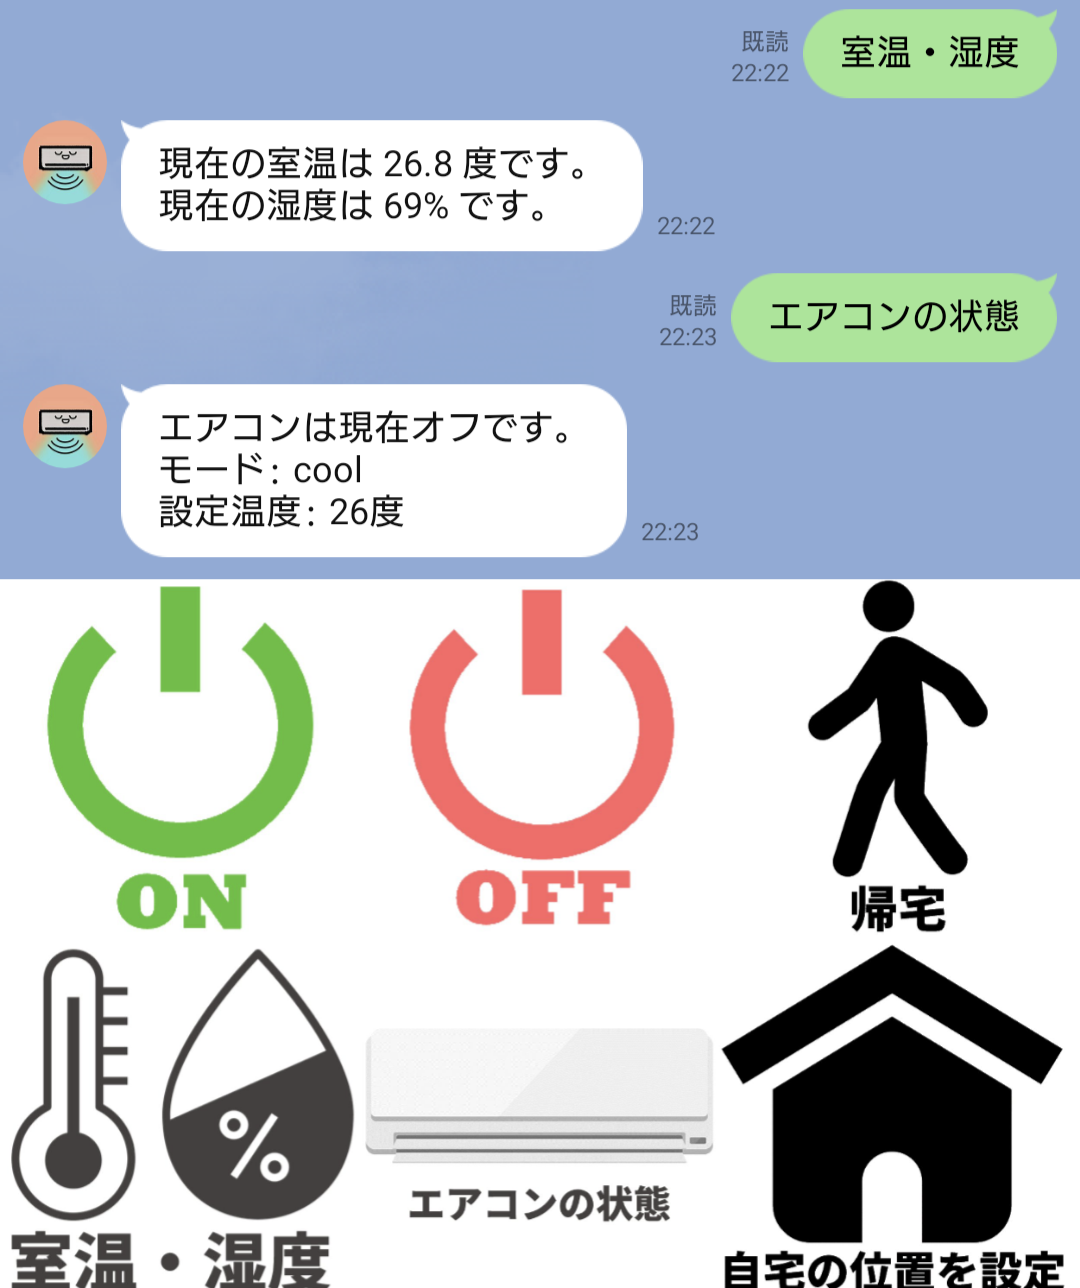 既読
22:22
室温・湿度
現在の室温は 26.8 度です。
現在の湿度は 69% です。
22:22
既読
22:23
エアコンの状態
エアコンは現在オフです。
モード: cool
設定温度: 26度
22:23
ON
OFF
帰宅
%
室温・湿度
エアコンの状態
自宅の位置を設定